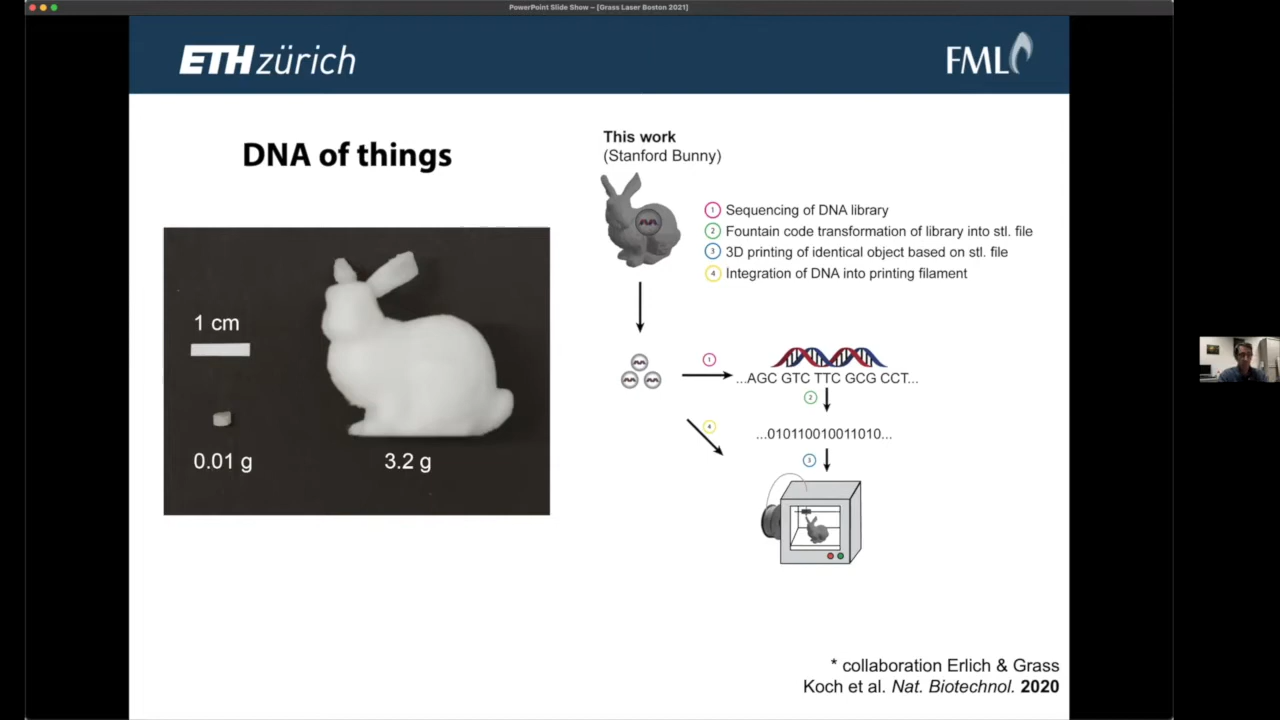 PowerPoint Slide Show – [Grass Laser Boston 2021]
ETH zürich
FML
DNA of things
This work
(Stanford Bunny)
1 Sequencing of DNA library
2 Fountain code transformation of library into stl. file
3 3D printing of identical object based on stl. file
4 Integration of DNA into printing filament
1 cm
0.01 g
3.2 g
1
...AGC GTC TTC GCG CCT...
2
4
...010110010011010...
3
* collaboration Erlich & Grass
Koch et al. Nat. Biotechnol. 2020